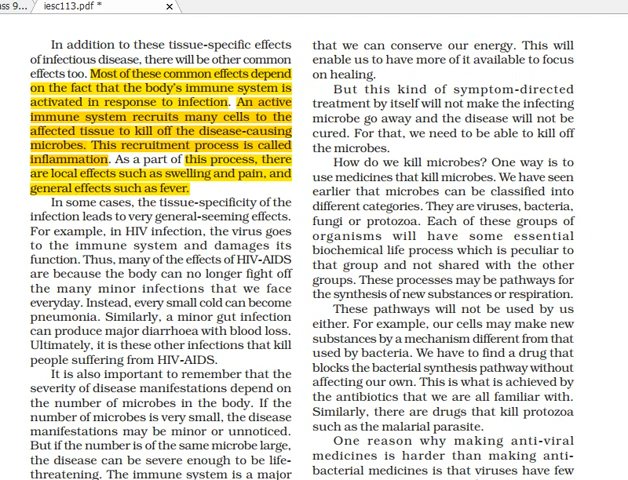 ass 9...
iesc113.pdf *
x
In addition to these tissue-specific effects
of infectious disease, there will be other common
effects too. Most of these common effects depend
on the fact that the body's immune system is
activated in response to infection. An active
immune system recruits many cells to the
affected tissue to kill off the disease-causing
microbes. This recruitment process is called
inflammation. As a part of this process, there
are local effects such as swelling and pain, and
general effects such as fever.
In some cases, the tissue-specificity of the
infection leads to very general-seeming effects.
For example, in HIV infection, the virus goes
to the immune system and damages its
function. Thus, many of the effects of HIV-AIDS
are because the body can no longer fight off
the many minor infections that we face
everyday. Instead, every small cold can become
pneumonia. Similarly, a minor gut infection
can produce major diarrhoea with blood loss.
Ultimately, it is these other infections that kill
people suffering from HIV-AIDS.
It is also important to remember that the
severity of disease manifestations depend on
the number of microbes in the body. If the
number of microbes is very small, the disease
manifestations may be minor or unnoticed.
But if the number is of the same microbe large,
the disease can be severe enough to be life-
threatening. The immune system is a major
that we can conserve our energy. This will
enable us to have more of it available to focus
on healing.
But this kind of symptom-directed
treatment by itself will not make the infecting
microbe go away and the disease will not be
cured. For that, we need to be able to kill off
the microbes.
How do we kill microbes? One way is to
use medicines that kill microbes. We have seen
earlier that microbes can be classified into
different categories. They are viruses, bacteria,
fungi or protozoa. Each of these groups of
organisms will have some essential
biochemical life process which is peculiar to
that group and not shared with the other
groups. These processes may be pathways for
the synthesis of new substances or respiration.
These pathways will not be used by us
either. For example, our cells may make new
substances by a mechanism different from that
used by bacteria. We have to find a drug that
blocks the bacterial synthesis pathway without
affecting our own. This is what is achieved by
the antibiotics that we are all familiar with.
Similarly, there are drugs that kill protozoa
such as the malarial parasite.
One reason why making anti-viral
medicines is harder than making anti-
bacterial medicines is that viruses have few